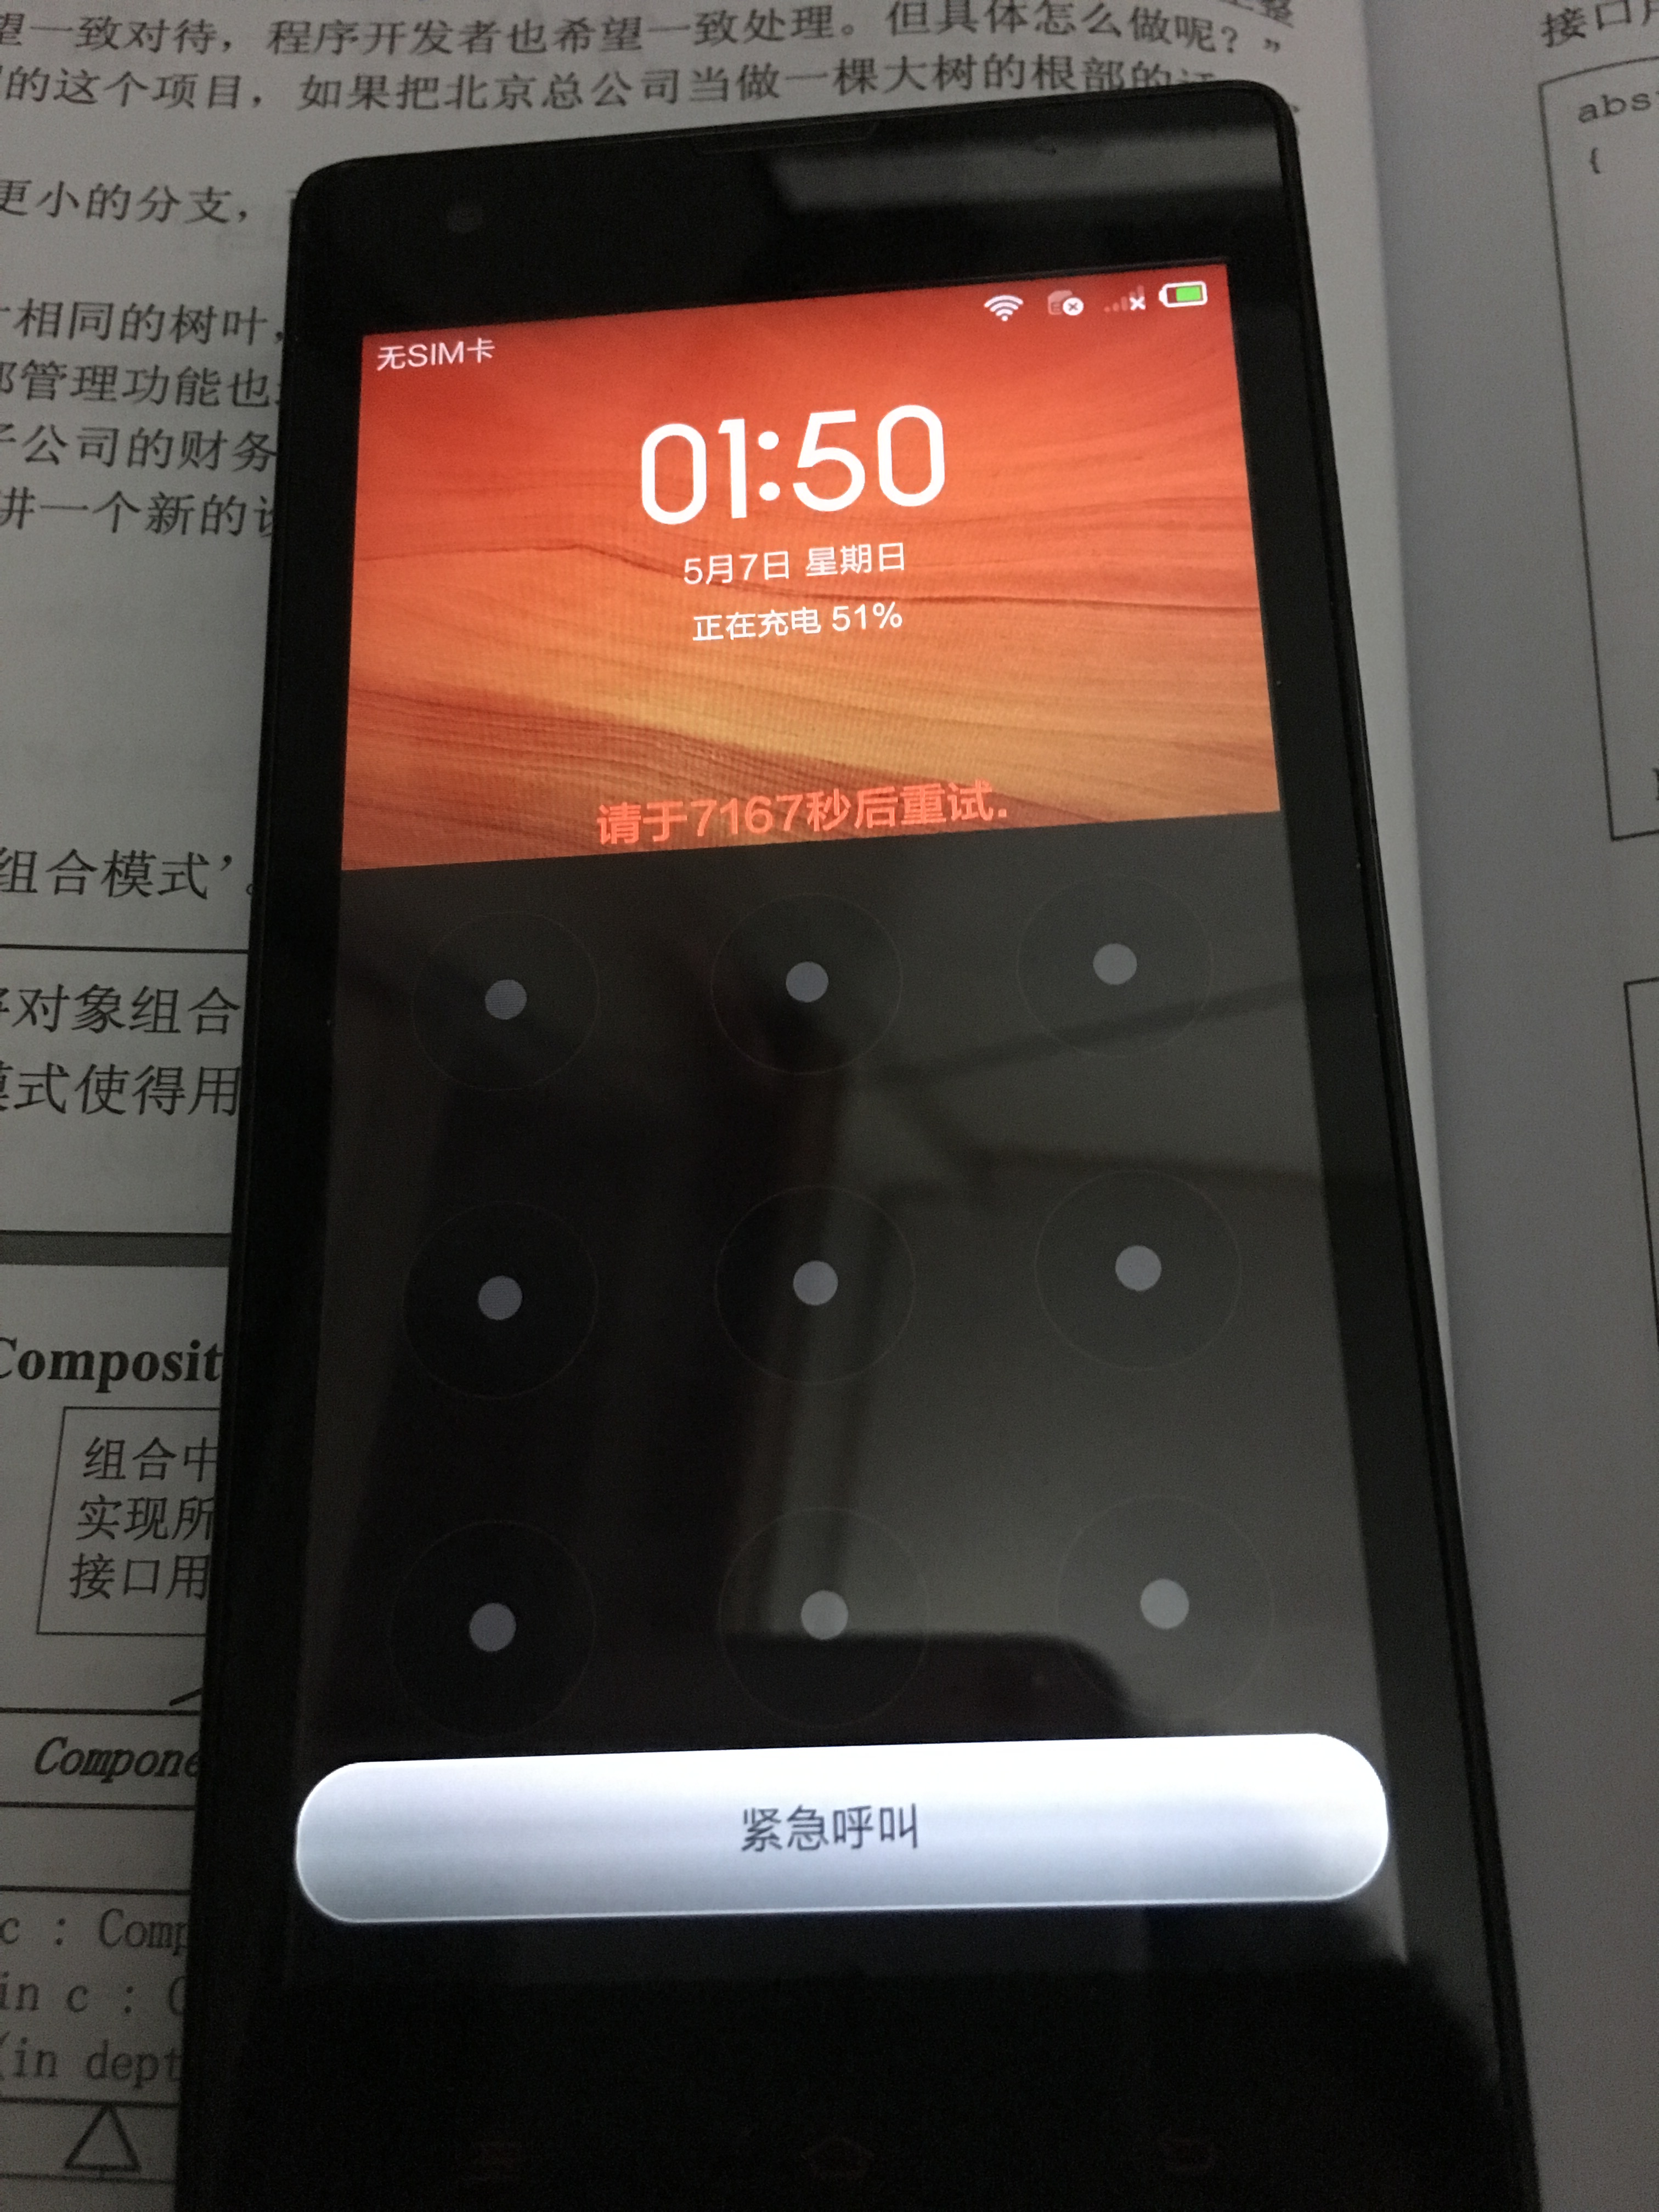 望一致对待，程序开发者也希望一致处理。但具体怎么做呢？”
的这个项目，如果把北京总公司当做一棵大树的根部的
更小的分支，
相同的树叶，
管理功能也
子公司的财务
讲一个新的
组合模式’。
对象组合
模式使得用
Composit
组合中
实现所
接口用
Compone
c : Comp
in c : C
(in dept
接口
abs
{
无SIM卡
01:50
5月7日 星期日
正在充电 51%
请于7167秒后重试.
紧急呼叫